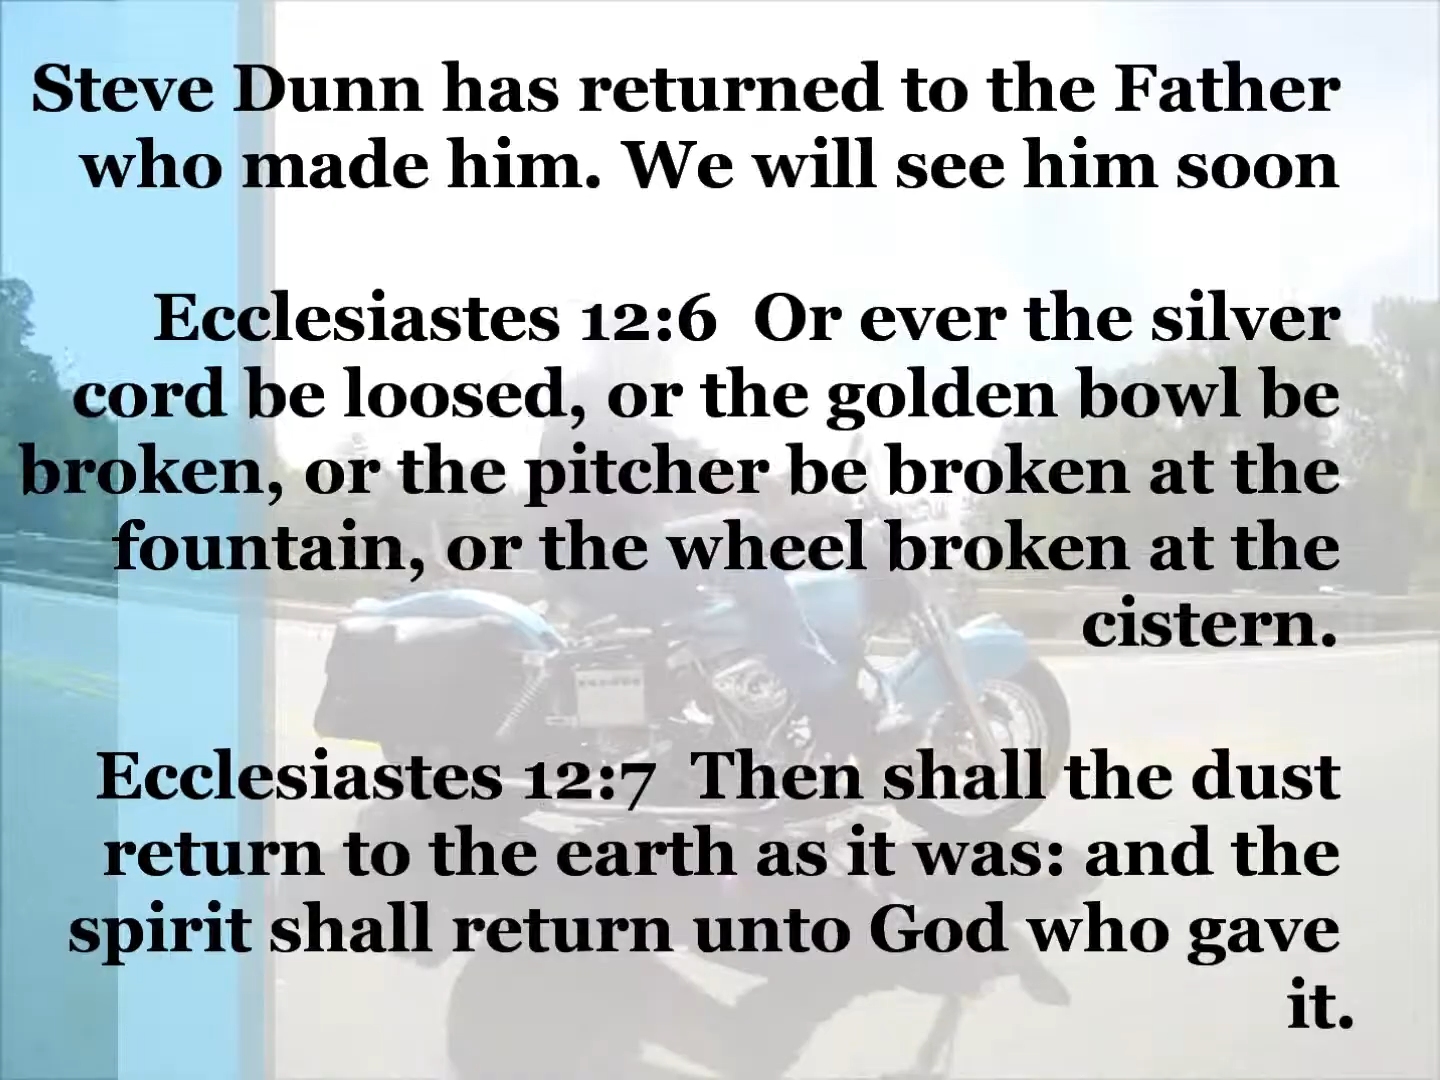 Steve Dunn has returned to the Father
who made him. We will see him soon
Ecclesiastes 12:6  Or ever the silver
cord be loosed, or the golden bowl be
broken, or the pitcher be broken at the
fountain, or the wheel broken at the
cistern.
Ecclesiastes 12:7  Then shall the dust
return to the earth as it was: and the
spirit shall return unto God who gave
it.